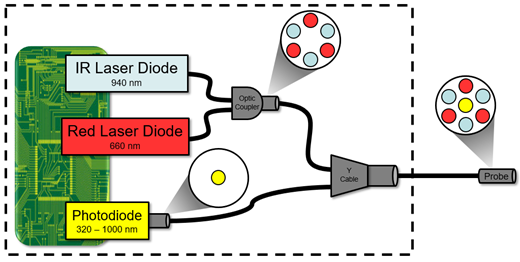 IR Laser Diode
940 nm
Optic
Coupler
Red Laser Diode
660 nm
Y
Cable
Probe
Photodiode
320 – 1000 nm